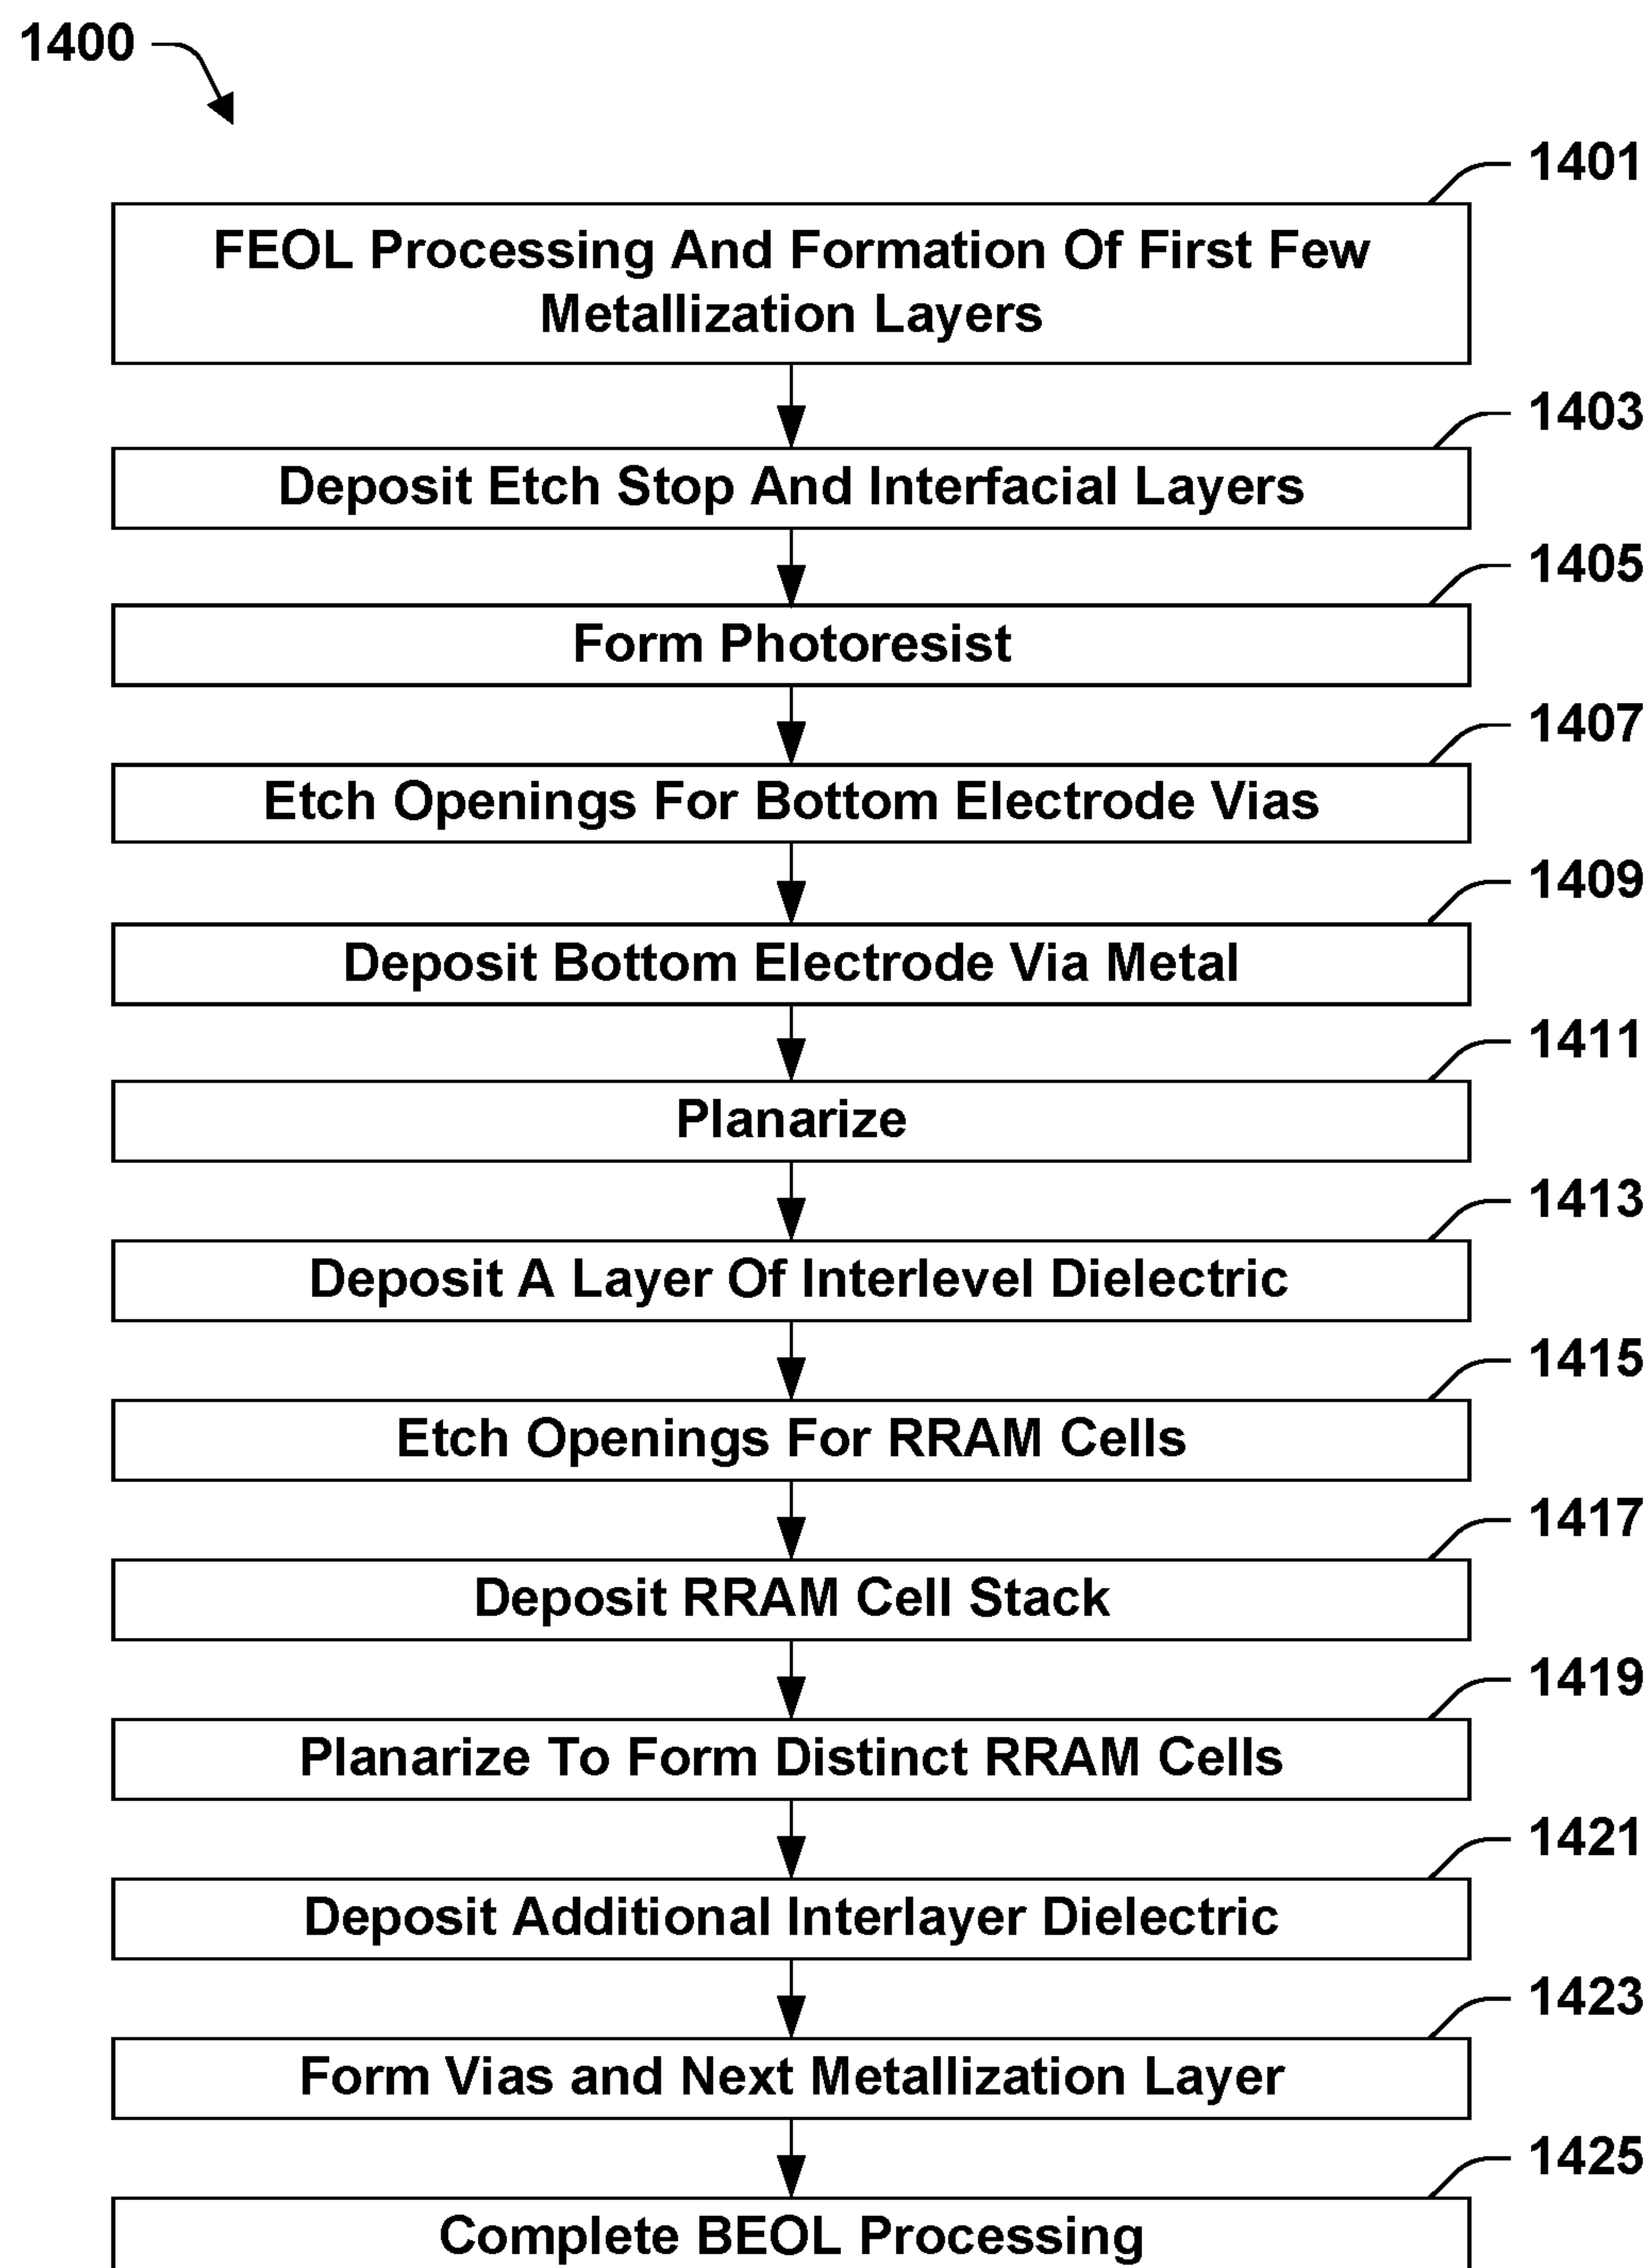 1400
1401
FEOL Processing And Formation Of First Few
Metallization Layers
1403
Deposit Etch Stop And Interfacial Layers
1405
Form Photoresist
1407
Etch Openings For Bottom Electrode Vias
1409
Deposit Bottom Electrode Via Metal
1411
Planarize
1413
Deposit A Layer Of Interlevel Dielectric
1415
Etch Openings For RRAM Cells
1417
Deposit RRAM Cell Stack
1419
Planarize To Form Distinct RRAM Cells
1421
Deposit Additional Interlayer Dielectric
1423
Form Vias and Next Metallization Layer
1425
Complete BEOL Processing